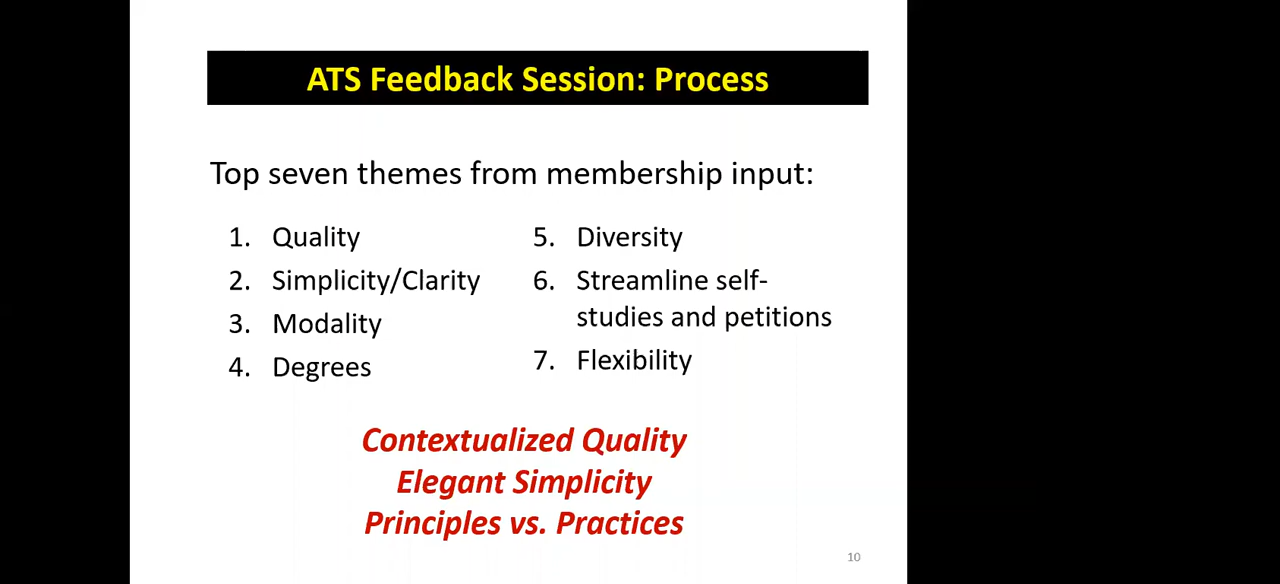 ATS Feedback Session: Process
Top seven themes from membership input:
1. Quality
2. Simplicity/Clarity
3. Modality
4. Degrees
5. Diversity
6. Streamline self-
studies and petitions
7. Flexibility
Contextualized Quality
Elegant Simplicity
Principles vs. Practices
10